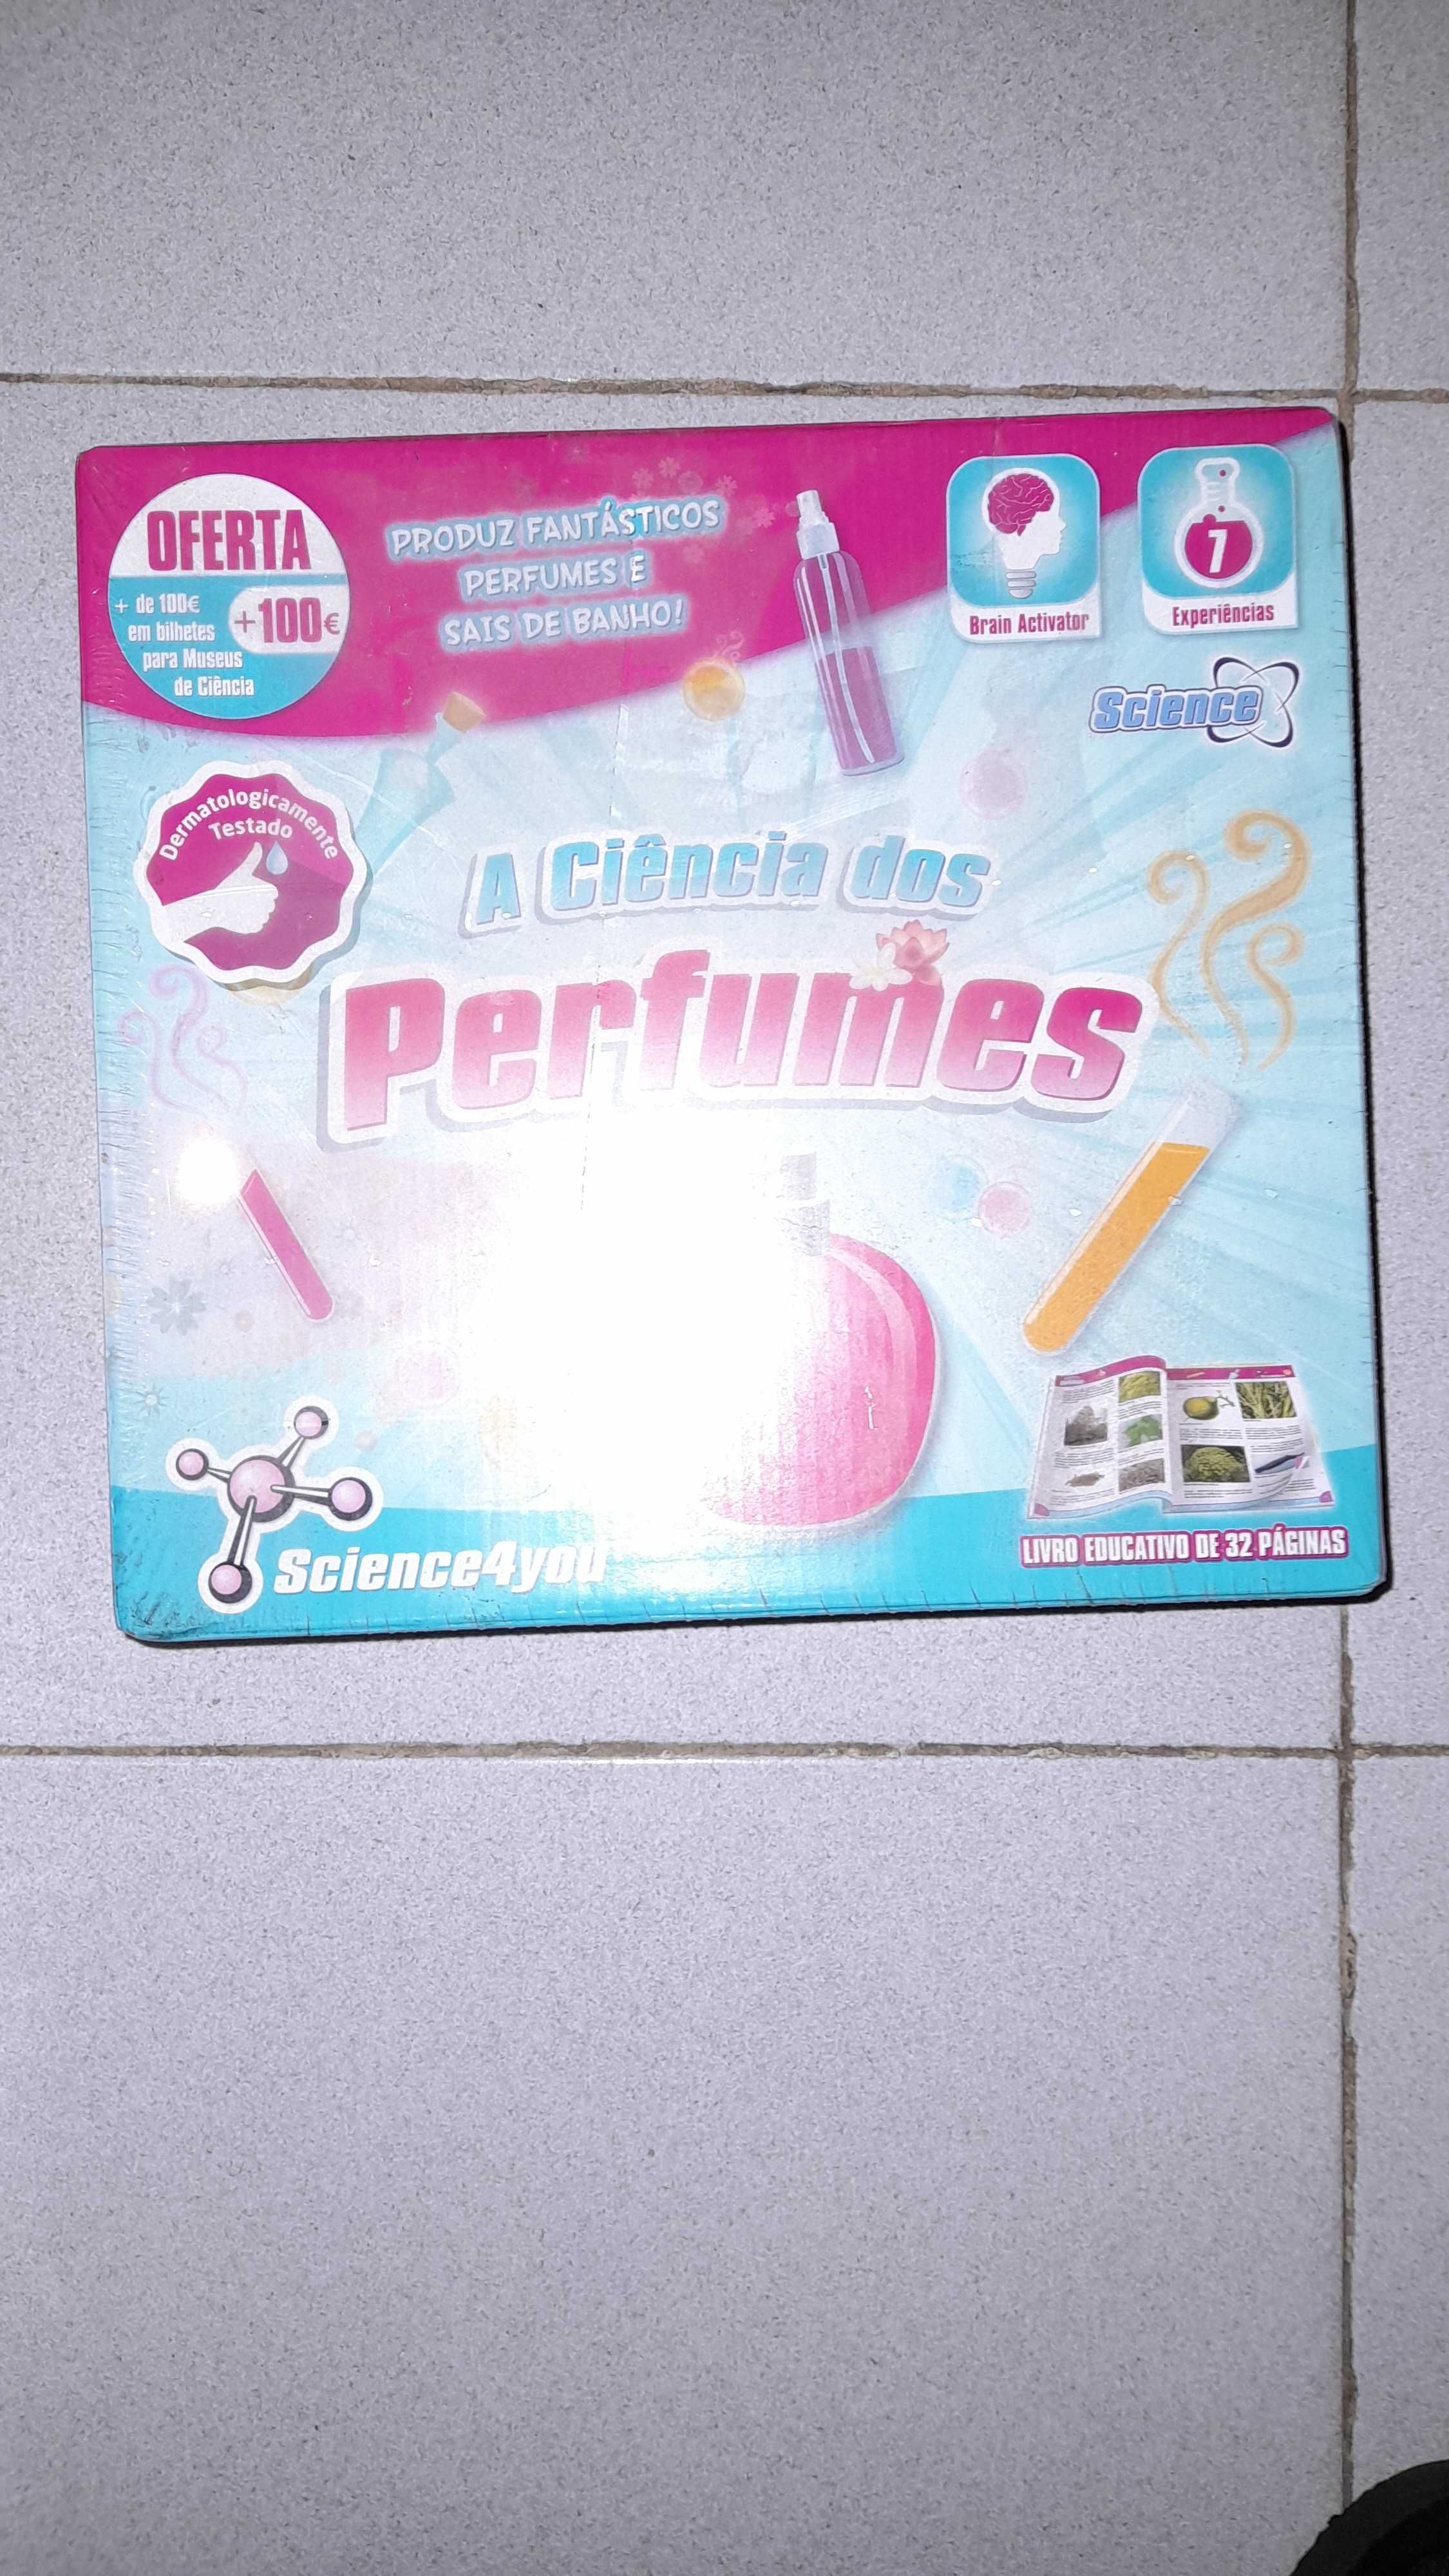 OFERTA
+ de 100€
em bilhetes
para Museus
de Ciência
+100€
PRODUZ FANTÁSTICOS
PERFUMES E
SAIS DE BANHO!
Brain Activator
7
Experiências
Science
Dermatologicamente
Testado
A Ciência dos
Perfumes
Science4you
LIVRO EDUCATIVO DE 32 PÁGINAS